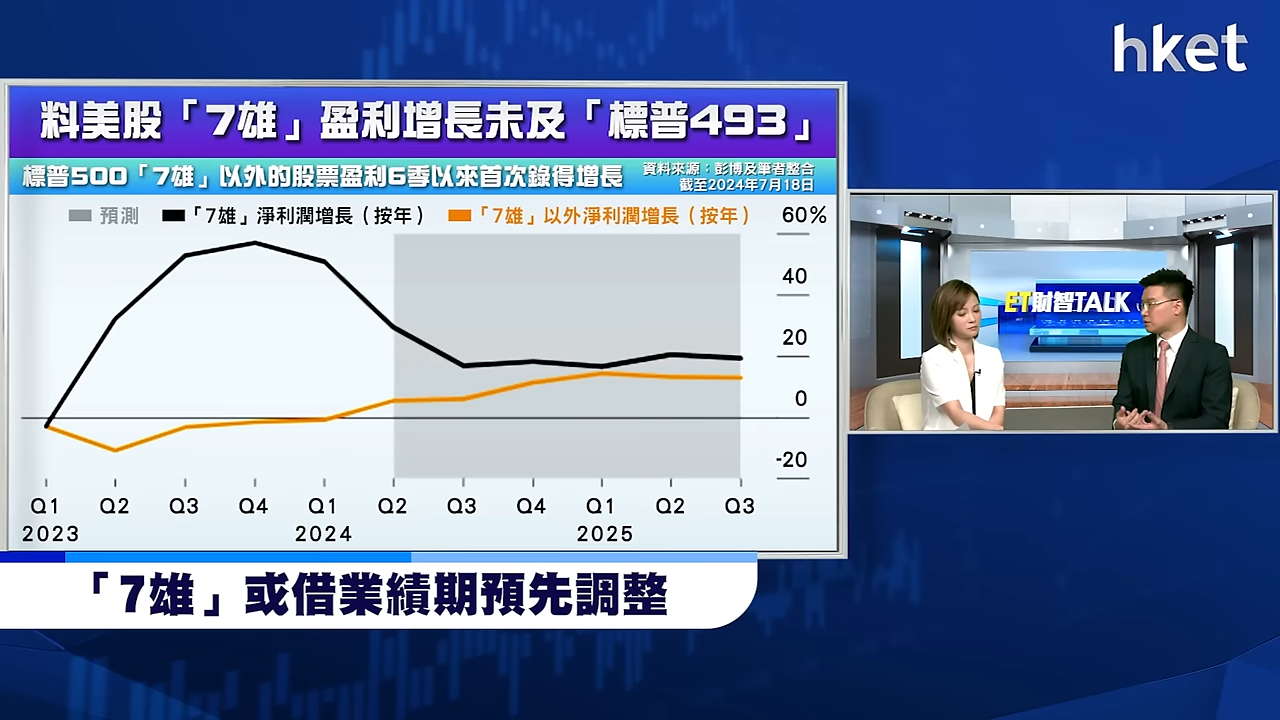 hket
料美股「7雄」盈利增長未及「標普493」
標普500「7雄」以外的股票盈利6季以來首次錄得增長
資料來源:彭博及筆者整合
截至2024年7月18日
預測
「7雄」淨利潤增長(按年)
「7雄」以外淨利潤增長(按年)
60%
40
20
0
-20
Q1 Q2 Q3 Q4 Q1 Q2 Q3 Q4 Q1 Q2 Q3
2023 2024 2025
ET財智TALK
「7雄」或借業績期預先調整